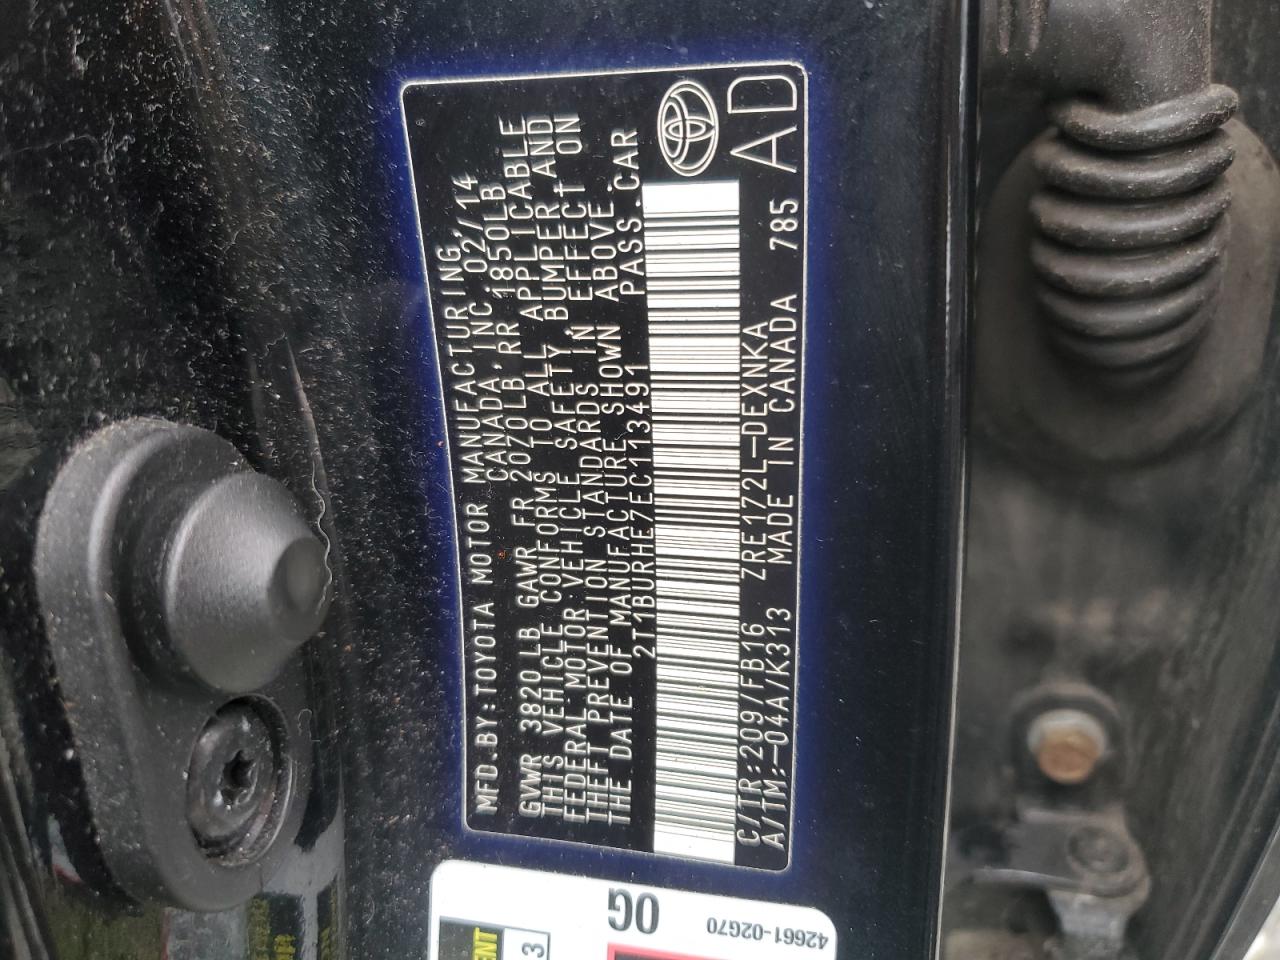 MFD.BY:TOYOTA MOTOR MANUFACTURING
CANADA,INC. 02/14
GVWR 3820LB GAWR FR 2070LB RR 1850LB
THIS VEHICLE CONFORMS TO ALL APPLICABLE
FEDERAL MOTOR VEHICLE SAFETY,BUMPER,AND
THEFT PREVENTION STANDARDS IN EFFECT ON
THE DATE OF MANUFACTURE SHOWN ABOVE.
2T1BURHE7EC113491 PASS.CAR
C/TR:209/FB16 ZRE172L-DEXNKA
A/TM:-04A/K313 MADE IN CANADA 785
AD
0G
42661-02G70
ENT
3